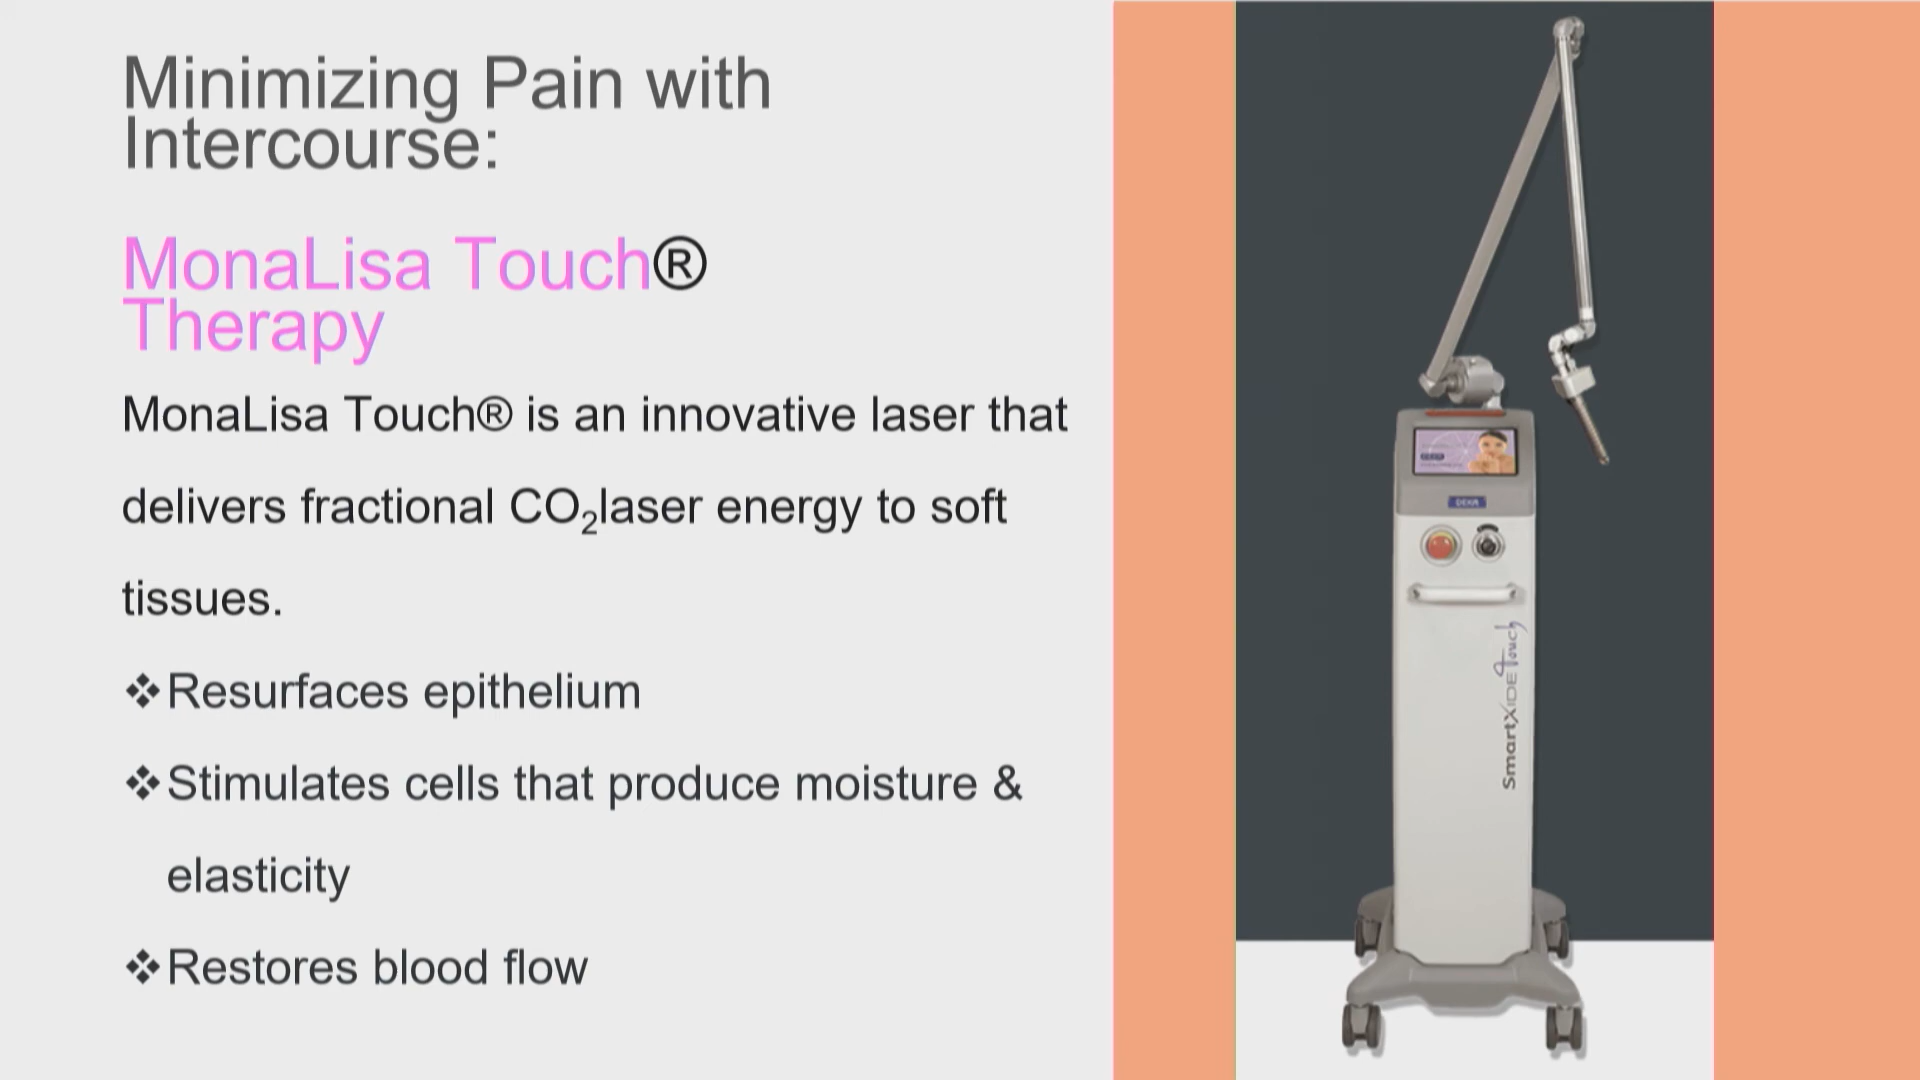 Minimizing Pain with
Intercourse:
MonaLisa Touch®
Therapy
MonaLisa Touch® is an innovative laser that
delivers fractional CO₂laser energy to soft
tissues.
❖Resurfaces epithelium
❖Stimulates cells that produce moisture &
elasticity
❖Restores blood flow
DEKA
SmartXIDE Touch